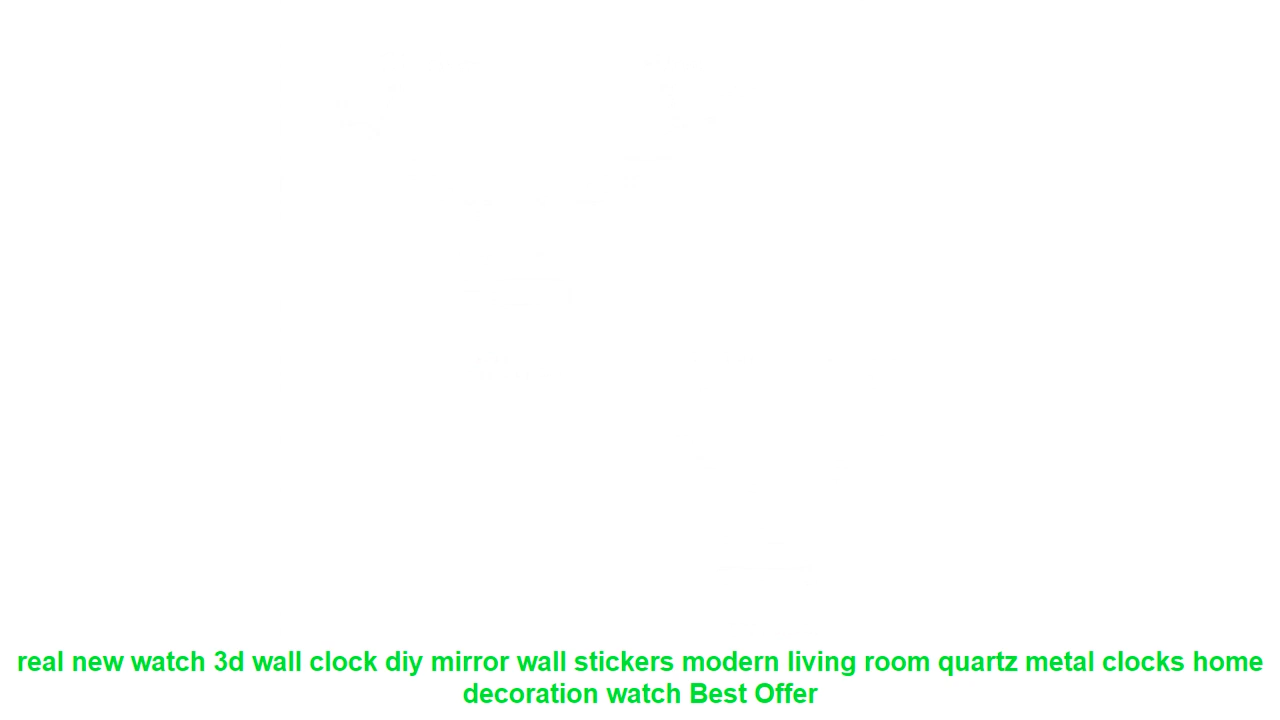 real new watch 3d wall clock diy mirror wall stickers modern living room quartz metal clocks home
decoration watch Best Offer